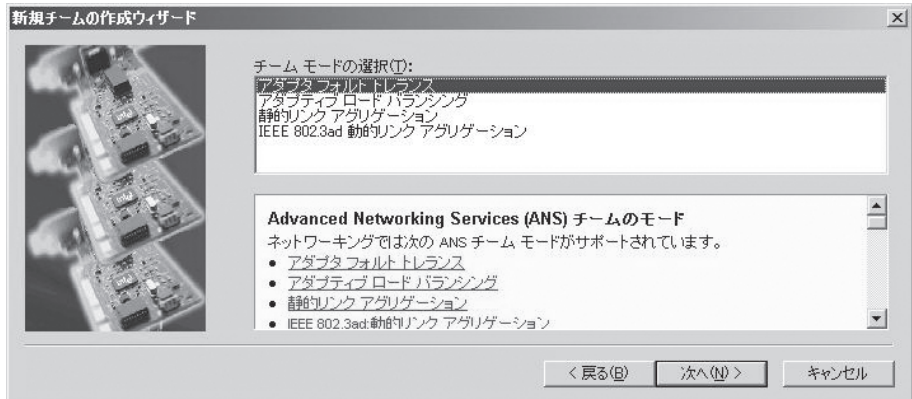 新規チームの作成ウィザード
チーム モードの選択(T):
アダプタ フォルト トレランス
アダプティブ ロード バランシング
静的リンク アグリゲーション
IEEE 802.3ad 動的リンク アグリゲーション
Advanced Networking Services (ANS) チームのモード
ネットワーキングでは次の ANS チーム モードがサポートされています。
• アダプタ フォルト トレランス
• アダプティブ ロード バランシング
• 静的リンク アグリゲーション
• IEEE 802.3ad:動的リンク アグリゲーション
< 戻る(B) 次へ(N) > キャンセル